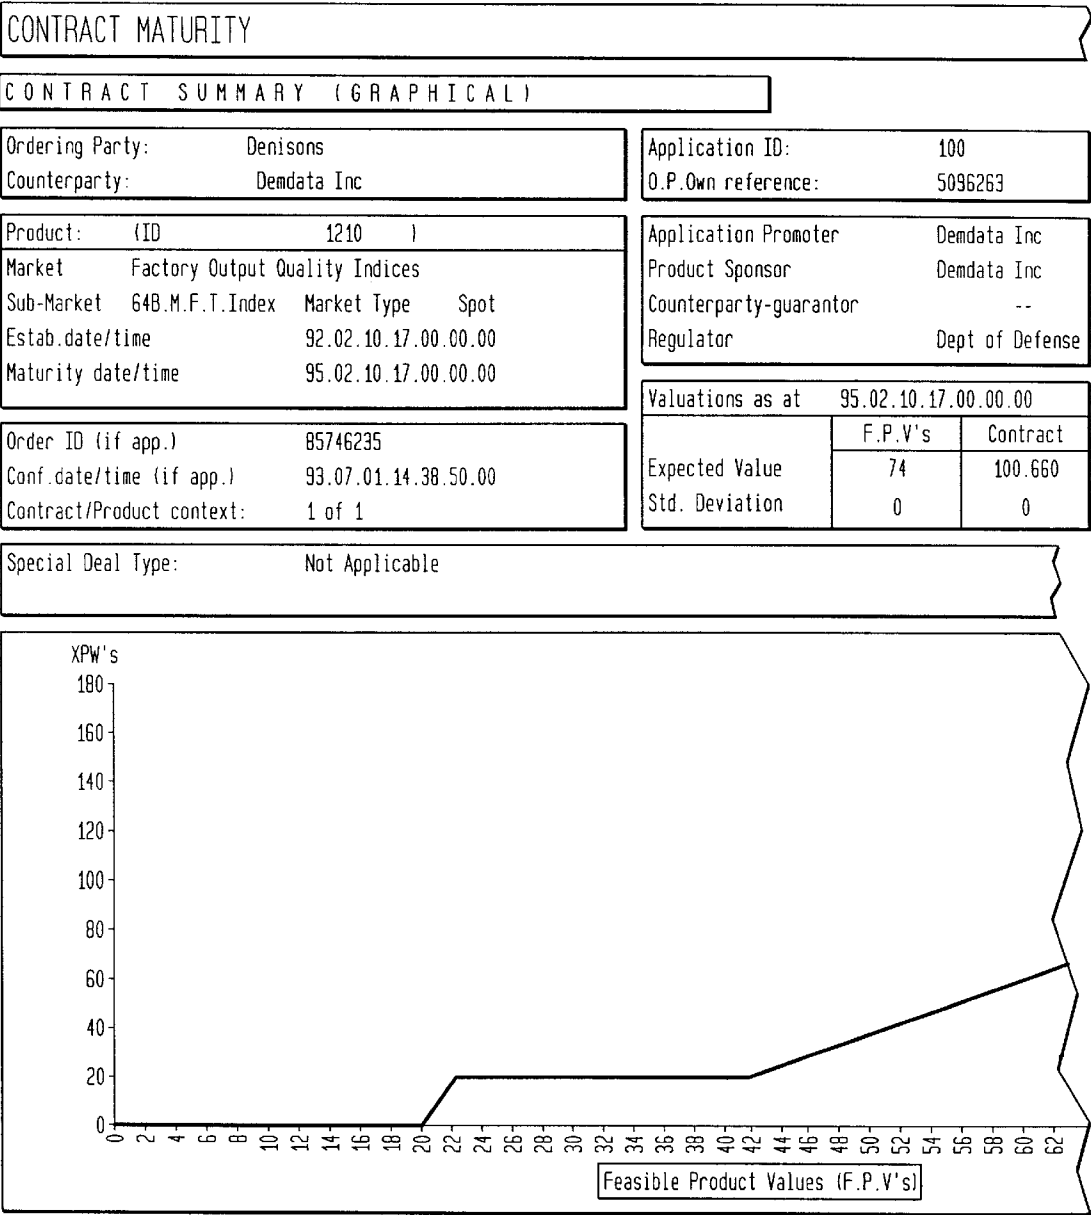 CONTRACT MATURITY
CONTRACT SUMMARY (GRAPHICAL)
Ordering Party: Denisons
Counterparty: Demdata Inc
Application ID: 100
O.P.Own reference: 5096263
Product: (ID 1210 )
Market Factory Output Quality Indices
Sub-Market 64B.M.F.T.Index Market Type Spot
Estab.date/time 92.02.10.17.00.00.00
Maturity date/time 95.02.10.17.00.00.00
Application Promoter Demdata Inc
Product Sponsor Demdata Inc
Counterparty-guarantor --
Regulator Dept of Defense
Order ID (if app.) 85746235
Conf.date/time (if app.) 93.07.01.14.38.50.00
Contract/Product context: 1 of 1
Valuations as at 95.02.10.17.00.00.00
F.P.V's Contract
Expected Value 74 100.660
Std. Deviation 0 0
Special Deal Type: Not Applicable
XPW's
180
160
140
120
100
80
60
40
20
0
0 2 4 6 8 10 12 14 16 18 20 22 24 26 28 30 32 34 36 38 40 42 44 46 48 50 52 54 56 58 60 62
Feasible Product Values (F.P.V's)